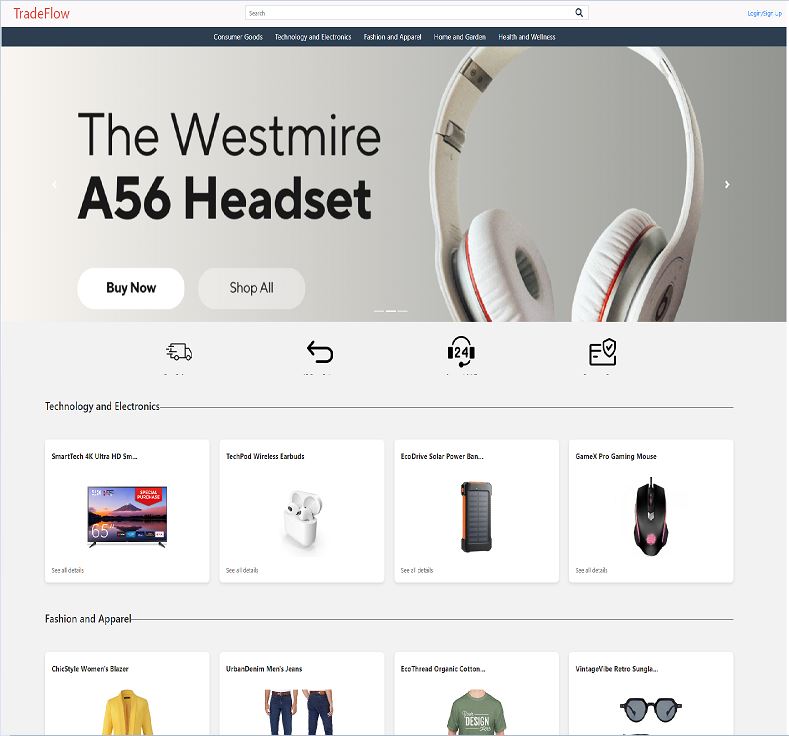 TradeFlow
Search
Login/Sign Up
Consumer Goods
Technology and Electronics
Fashion and Apparel
Home and Garden
Health and Wellness
The Westmire
A56 Headset
Buy Now
Shop All
24
Technology and Electronics
SmartTech 4K Ultra HD Sm...
TechPod Wireless Earbuds
EcoDrive Solar Power Ban...
GameX Pro Gaming Mouse
SPECIAL
PURCHASE
65"
See all details
See all details
See all details
See all details
Fashion and Apparel
ChicStyle Women's Blazer
UrbanDenim Men's Jeans
EcoThread Organic Cotton...
VintageVibe Retro Sungla...
DESIGN